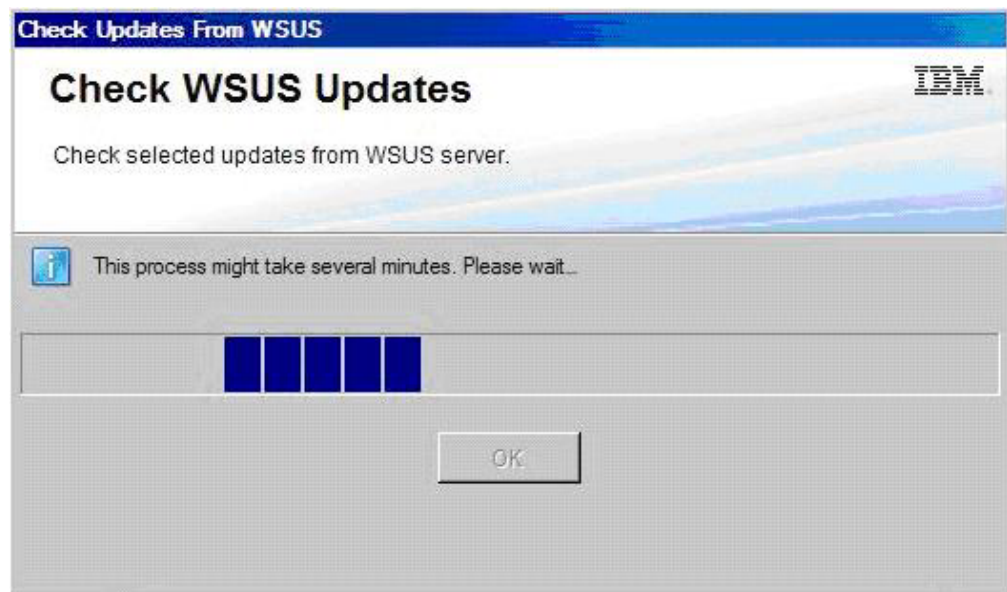 Check Updates From WSUS
Check WSUS Updates
IBM.
Check selected updates from WSUS server.
This process might take several minutes. Please wait...
OK